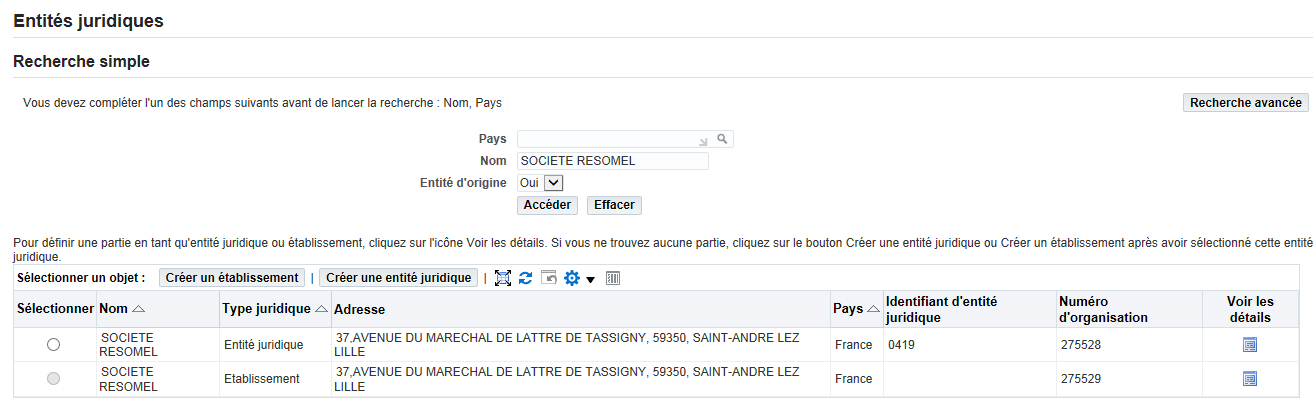 Entités juridiques
Recherche simple
Vous devez compléter l'un des champs suivants avant de lancer la recherche : Nom, Pays
Recherche avancée
Pays
Nom SOCIETE RESOMEL
Entité d'origine Oui
Accéder Effacer
Pour définir une partie en tant qu'entité juridique ou établissement, cliquez sur l'icône Voir les détails. Si vous ne trouvez aucune partie, cliquez sur le bouton Créer une entité juridique ou Créer un établissement après avoir sélectionné cette entité
juridique.
Sélectionner un objet : Créer un établissement | Créer une entité juridique |
Sélectionner Nom Type juridique Adresse Pays Identifiant d'entité juridique Numéro d'organisation Voir les détails
SOCIETE RESOMEL Entité juridique 37,AVENUE DU MARECHAL DE LATTRE DE TASSIGNY, 59350, SAINT-ANDRE LEZ LILLE France 0419 275528
SOCIETE RESOMEL Etablissement 37,AVENUE DU MARECHAL DE LATTRE DE TASSIGNY, 59350, SAINT-ANDRE LEZ LILLE France 275529